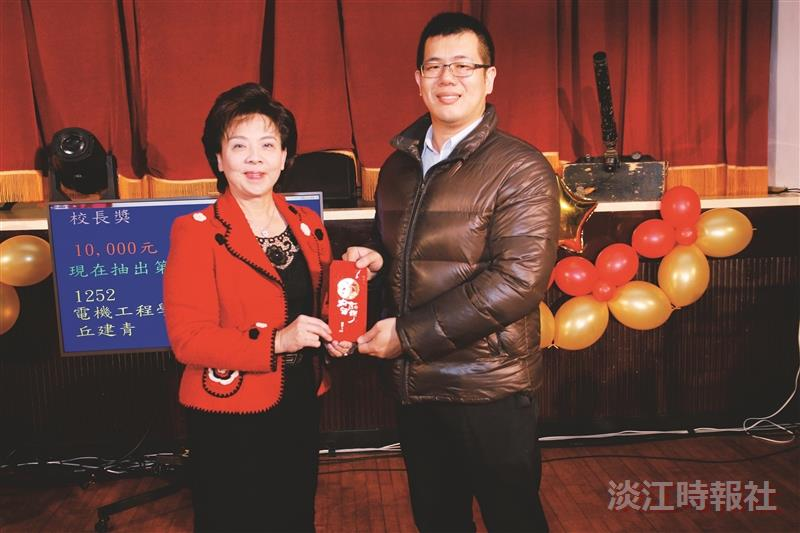 校長獎
10,000元
現在抽出第
1252
電機工程學
丘建青
淡江時報社